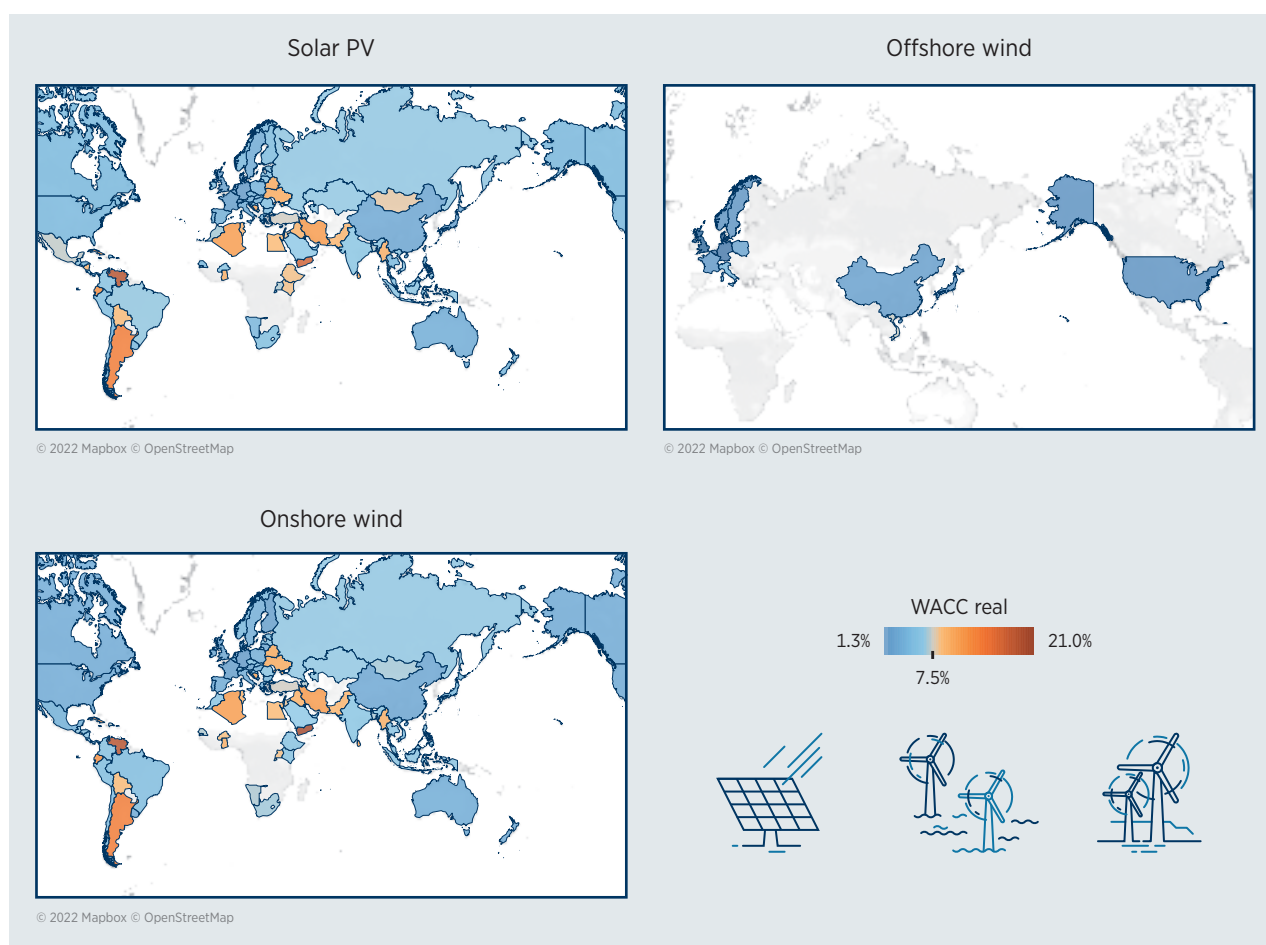 Solar PV
Offshore wind
© 2022 Mapbox © OpenStreetMap
© 2022 Mapbox © OpenStreetMap
Onshore wind
WACC real
1.3%
21.0%
7.5%
© 2022 Mapbox © OpenStreetMap